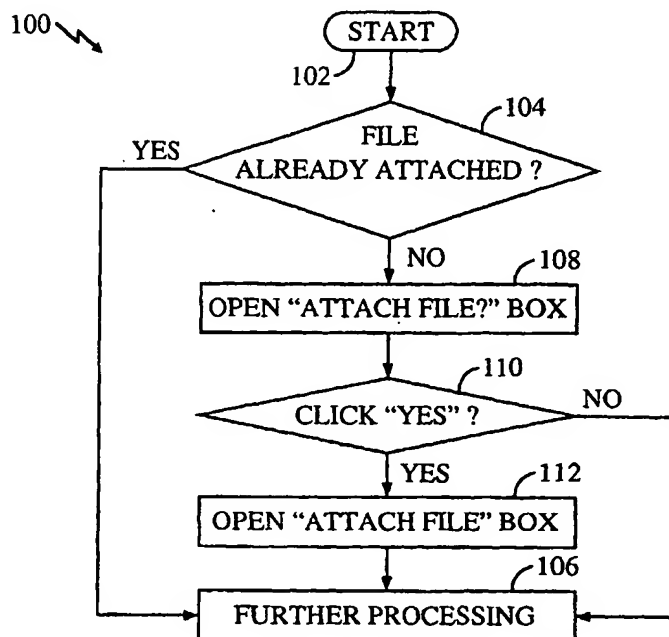 100
START
102
104
FILE
ALREADY ATTACHED ?
YES
NO
108
OPEN “ATTACH FILE?” BOX
110
CLICK “YES” ?
NO
YES
112
OPEN “ATTACH FILE” BOX
106
FURTHER PROCESSING